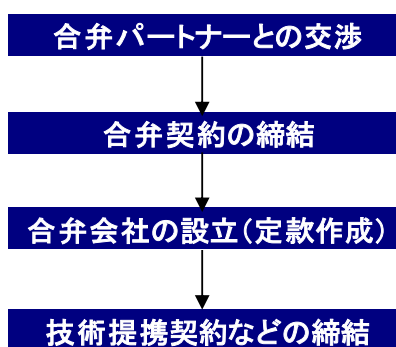 合弁パートナーとの交渉
合弁契約の締結
合弁会社の設立（定款作成）
技術提携契約などの締結